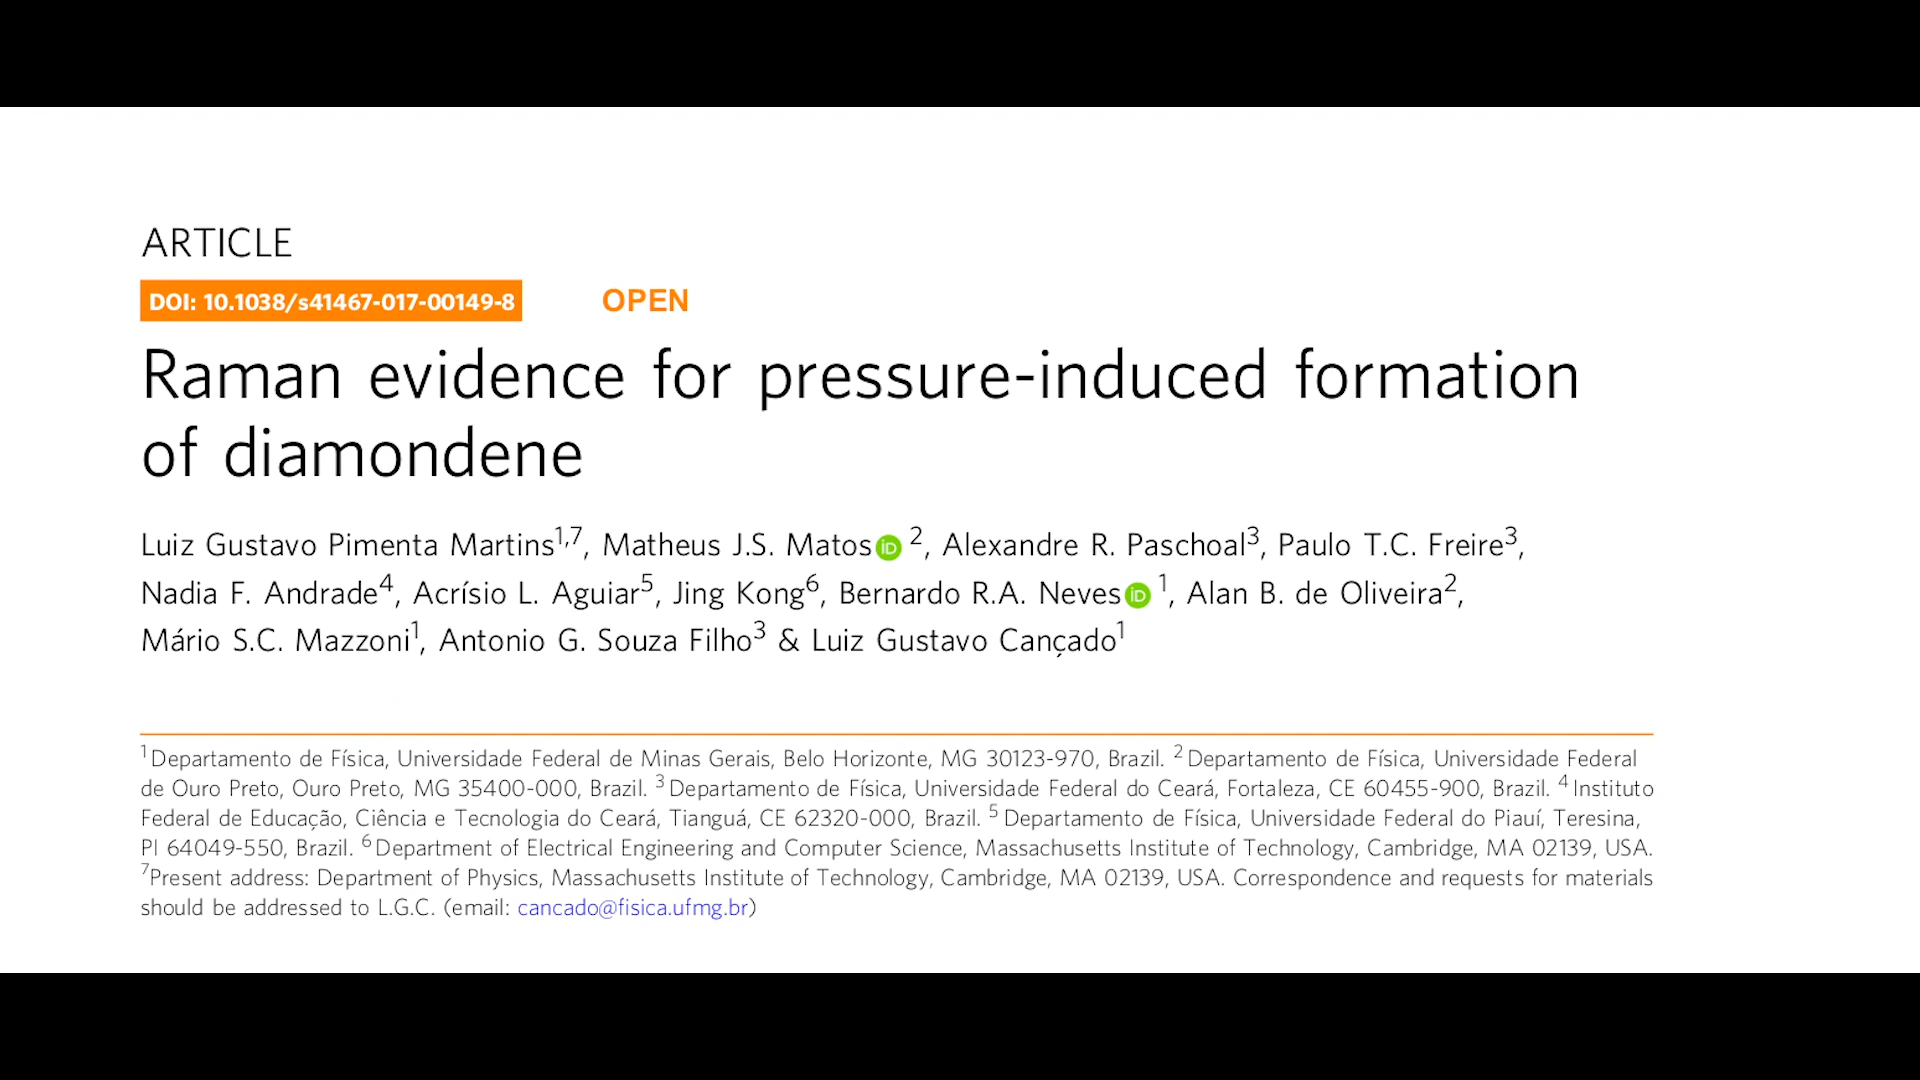 ARTICLE
DOI: 10.1038/s41467-017-00149-8 OPEN
Raman evidence for pressure-induced formation
of diamondene
Luiz Gustavo Pimenta Martins1,7, Matheus J.S. Matos iD 2, Alexandre R. Paschoal3, Paulo T.C. Freire3,
Nadia F. Andrade4, Acrísio L. Aguiar5, Jing Kong6, Bernardo R.A. Neves iD 1, Alan B. de Oliveira2,
Mário S.C. Mazzoni1, Antonio G. Souza Filho3 & Luiz Gustavo Cançado1
1Departamento de Física, Universidade Federal de Minas Gerais, Belo Horizonte, MG 30123-970, Brazil. 2Departamento de Física, Universidade Federal
de Ouro Preto, Ouro Preto, MG 35400-000, Brazil. 3Departamento de Física, Universidade Federal do Ceará, Fortaleza, CE 60455-900, Brazil. 4Instituto
Federal de Educação, Ciência e Tecnologia do Ceará, Tianguá, CE 62320-000, Brazil. 5Departamento de Física, Universidade Federal do Piauí, Teresina,
PI 64049-550, Brazil. 6Department of Electrical Engineering and Computer Science, Massachusetts Institute of Technology, Cambridge, MA 02139, USA.
7Present address: Department of Physics, Massachusetts Institute of Technology, Cambridge, MA 02139, USA. Correspondence and requests for materials
should be addressed to L.G.C. (email: cancado@fisica.ufmg.br)